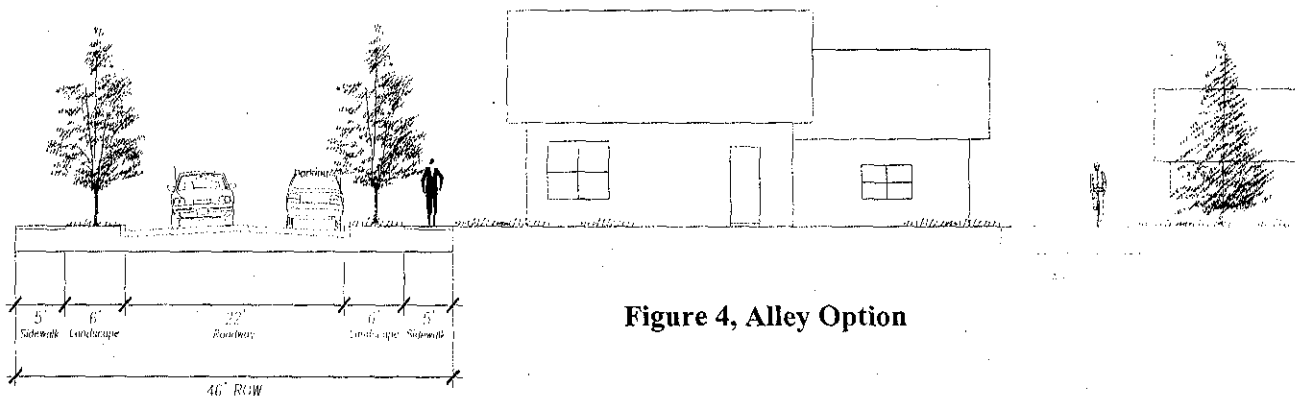 Parking
5' 6' 22' 6' 5'
Sidewalk Landscape Roadway Landscape Sidewalk
46' ROW
Figure 4, Alley Option